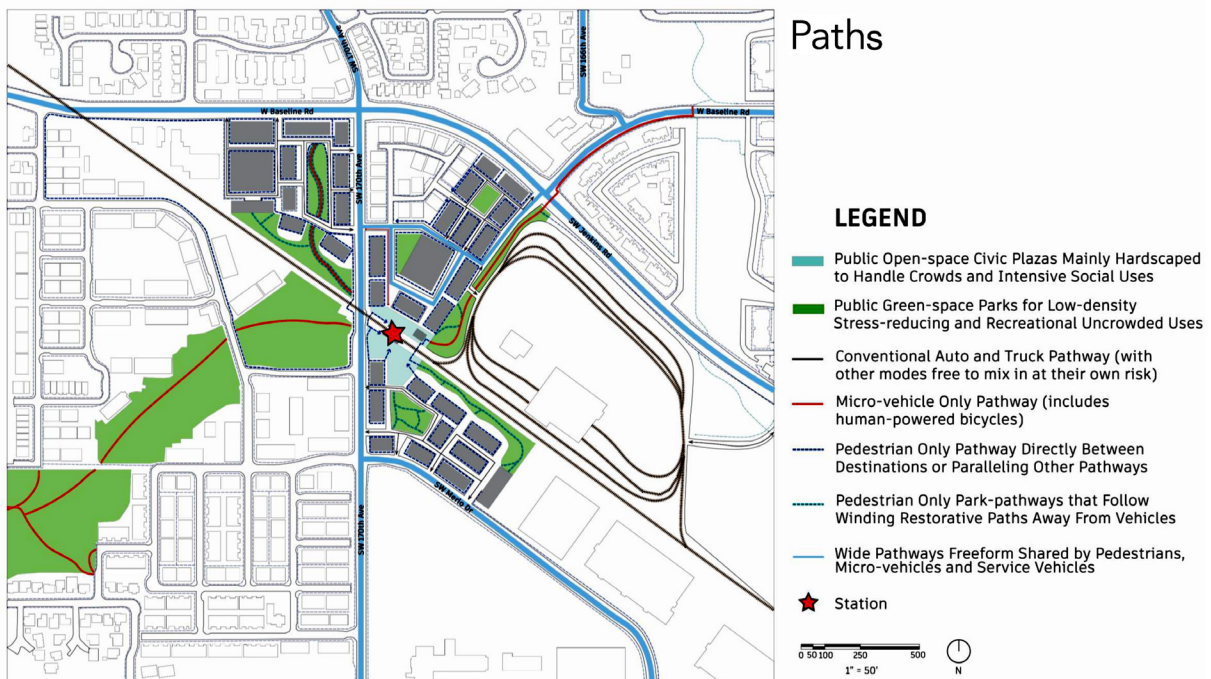 Paths
SW 170th Ave
SW 166th Ave
W Baseline Rd
W Baseline Rd
SW 170th Ave
SW Jenkins Rd
SW Merlo Dr
SW 170th Ave
LEGEND
Public Open-space Civic Plazas Mainly Hardscaped
to Handle Crowds and Intensive Social Uses
Public Green-space Parks for Low-density
Stress-reducing and Recreational Uncrowded Uses
Conventional Auto and Truck Pathway (with
other modes free to mix in at their own risk)
Micro-vehicle Only Pathway (includes
human-powered bicycles)
Pedestrian Only Pathway Directly Between
Destinations or Paralleling Other Pathways
Pedestrian Only Park-pathways that Follow
Winding Restorative Paths Away From Vehicles
Wide Pathways Freeform Shared by Pedestrians,
Micro-vehicles and Service Vehicles
Station
0 50 100 250 500
1" = 50'
N